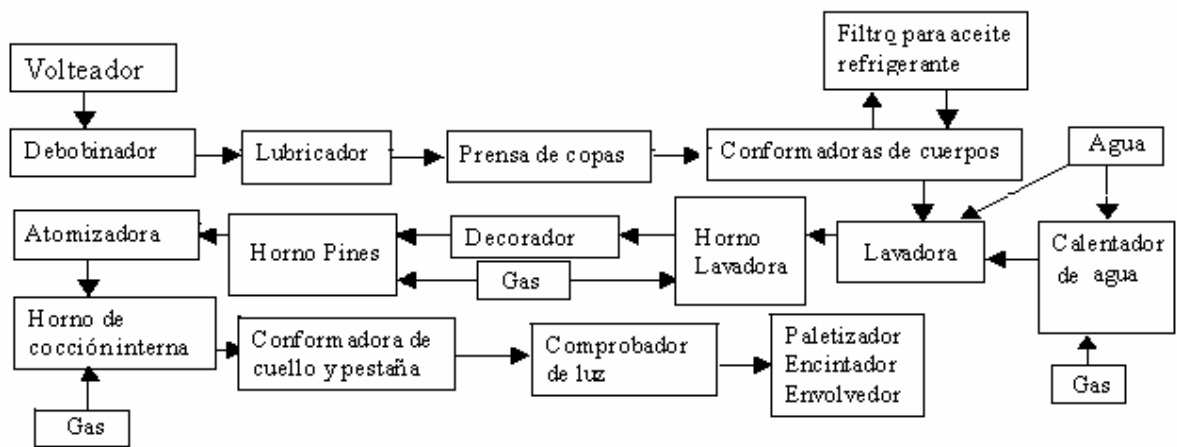 Volteador
Filtro para aceite
refrigerante
Debobinador
Lubricador
Prensa de copas
Conformadoras de cuerpos
Agua
Atomizadora
Horno Pines
Decorador
Gas
Horno
Lavadora
Lavadora
Calentador
de agua
Horno de
cocción interna
Conformadora de
cuello y pestaña
Comprobador
de luz
Paletizador
Encintador
Envolvedor
Gas
Gas